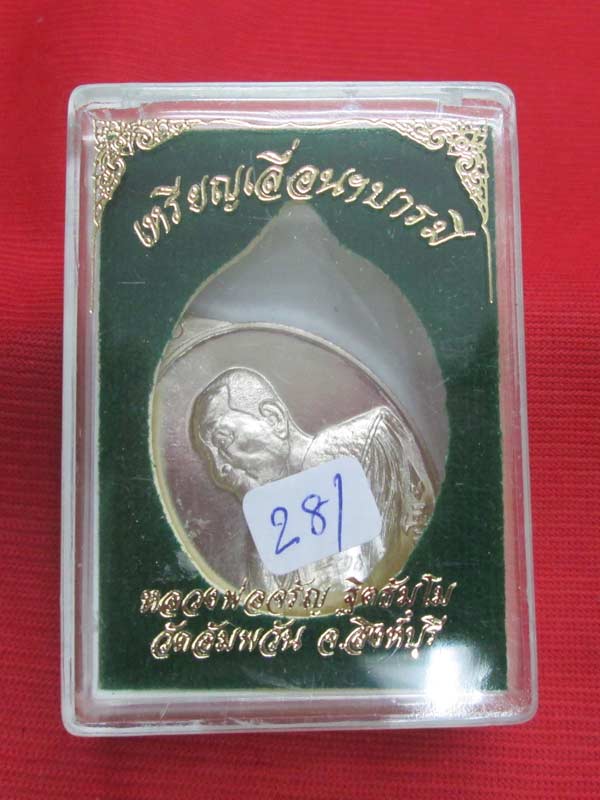 เหรียญเลื่อนฯบารมี
281
หลวงพ่อจรัญ ฐิตธัมฺโม
วัดอัมพวัน จ.สิงห์บุรี